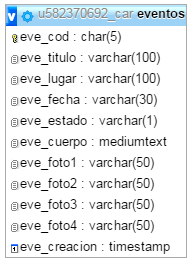 v u582370692_car eventos
eve_cod : char(5)
eve_titulo : varchar(100)
eve_lugar : varchar(100)
eve_fecha : varchar(30)
eve_estado : varchar(1)
eve_cuerpo : mediumtext
eve_foto1 : varchar(50)
eve_foto2 : varchar(50)
eve_foto3 : varchar(50)
eve_foto4 : varchar(50)
eve_creacion : timestamp